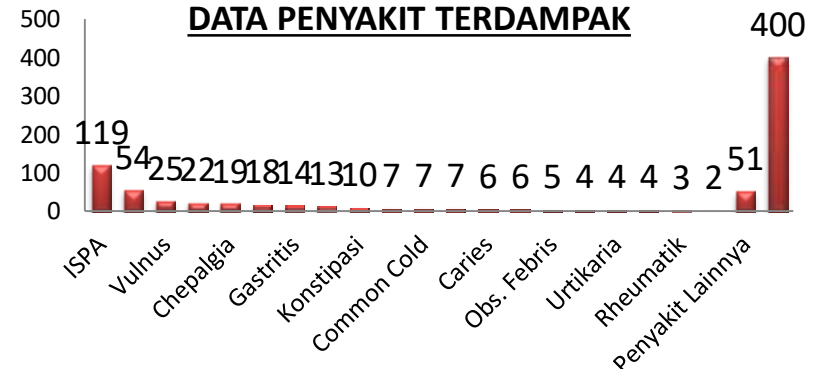 DATA PENYAKIT TERDAMPAK
500
400
300
200
100
0
119
54
25
22
19
18
14
13
10
7
7
7
6
6
5
4
4
4
3
2
51
400
ISPA
Vulnus
Chepalgia
Gastritis
Konstipasi
Common Cold
Caries
Obs. Febris
Urtikaria
Rheumatik
Penyakit Lainnya